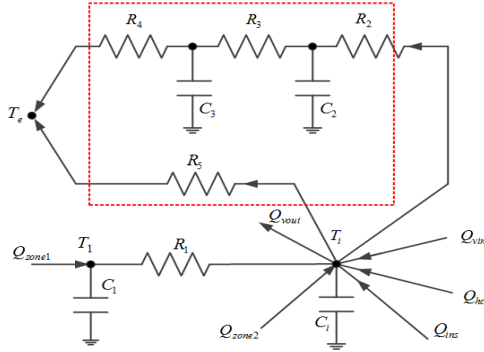 R4 R3 R2
C3 C2
Te
R5
Qvout
Ti
Qzone1 T1 R1 Qvin
C1 Ci Qhc
Qzone2 Qins